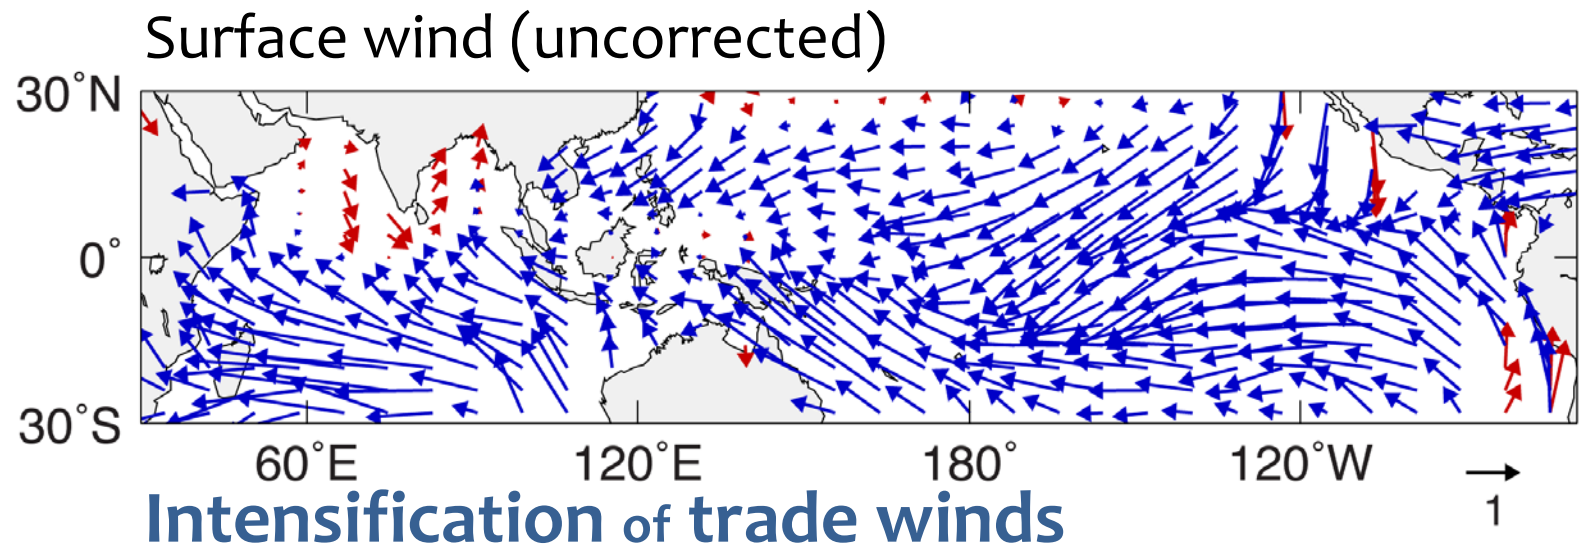 Surface wind (uncorrected)
30°N
0°
30°S
60°E 120°E 180° 120°W
1
Intensification of trade winds